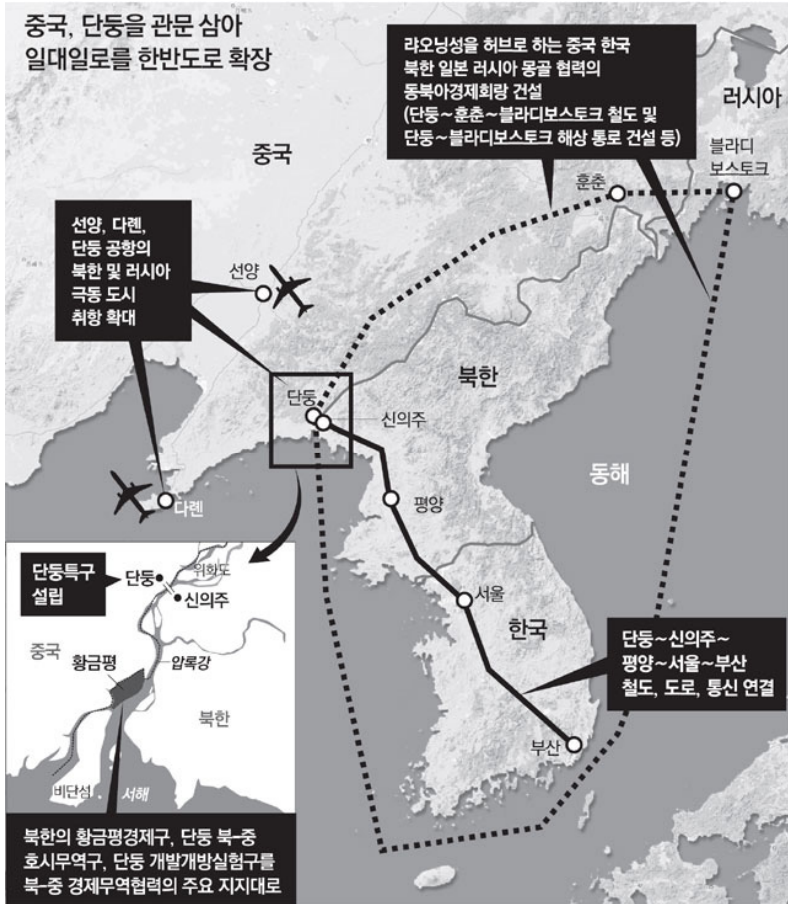 중국, 단둥을 관문 삼아
일대일로를 한반도로 확장
랴오닝성을 허브로 하는 중국 한국
북한 일본 러시아 몽골 협력의
동북아경제회랑 건설
(단둥~훈춘~블라디보스토크 철도 및
단둥~블라디보스토크 해상 통로 건설 등)
러시아
중국
블라디
보스토크
훈춘
선양, 다롄,
단둥 공항의
북한 및 러시아
극동 도시
취항 확대
선양
북한
단둥
신의주
동해
다롄
평양
서울
한국
단둥~신의주~
평양~서울~부산
철도, 도로, 통신 연결
부산
단둥특구
설립
위화도
단둥
신의주
중국
황금평
압록강
북한
비단섬
서해
북한의 황금평경제구, 단둥 북-중
호시무역구, 단둥 개발개방실험구를
북-중 경제무역협력의 주요 지지대로